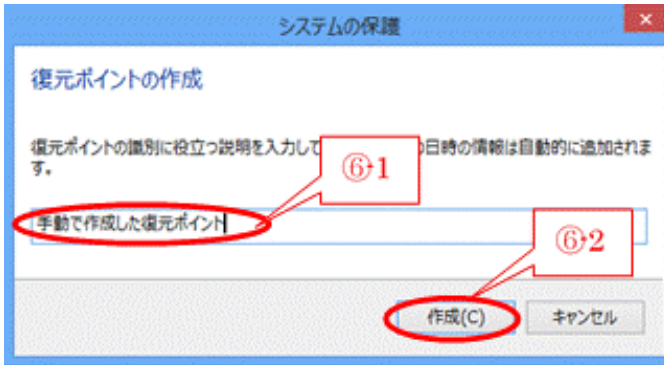 システムの保護
復元ポイントの作成
復元ポイントの識別に役立つ説明を入力して
の日時の情報は自動的に追加されま
す。
⑥-1
手動で作成した復元ポイント
⑥-2
作成(C)
キャンセル